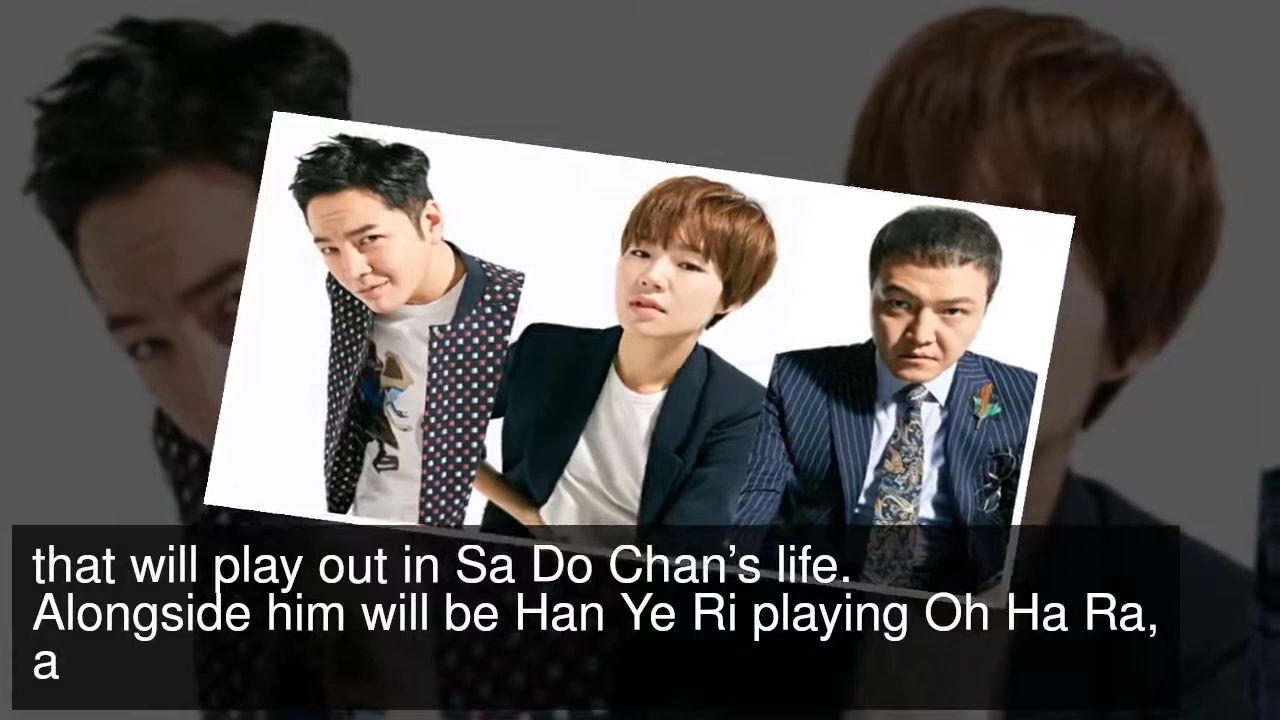 that will play out in Sa Do Chan’s life.
Alongside him will be Han Ye Ri playing Oh Ha Ra,
a